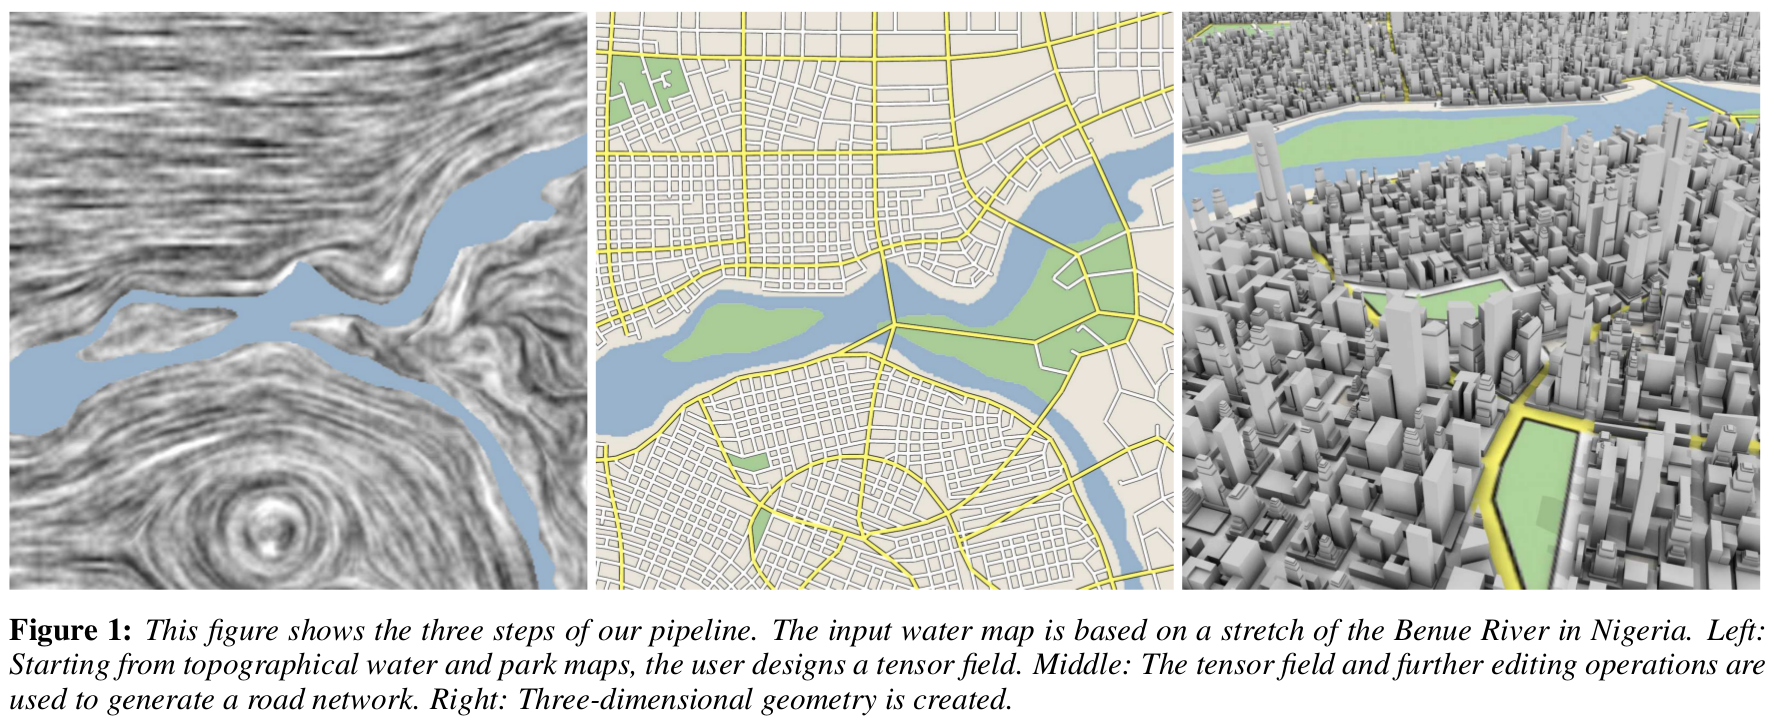 Figure 1: This figure shows the three steps of our pipeline. The input water map is based on a stretch of the Benue River in Nigeria. Left:
Starting from topographical water and park maps, the user designs a tensor field. Middle: The tensor field and further editing operations are
used to generate a road network. Right: Three-dimensional geometry is created.